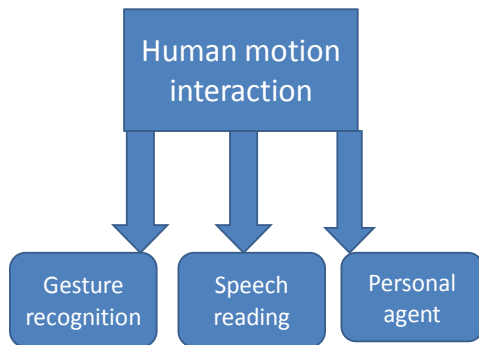 Human motion
interaction
Gesture
recognition
Speech
reading
Personal
agent